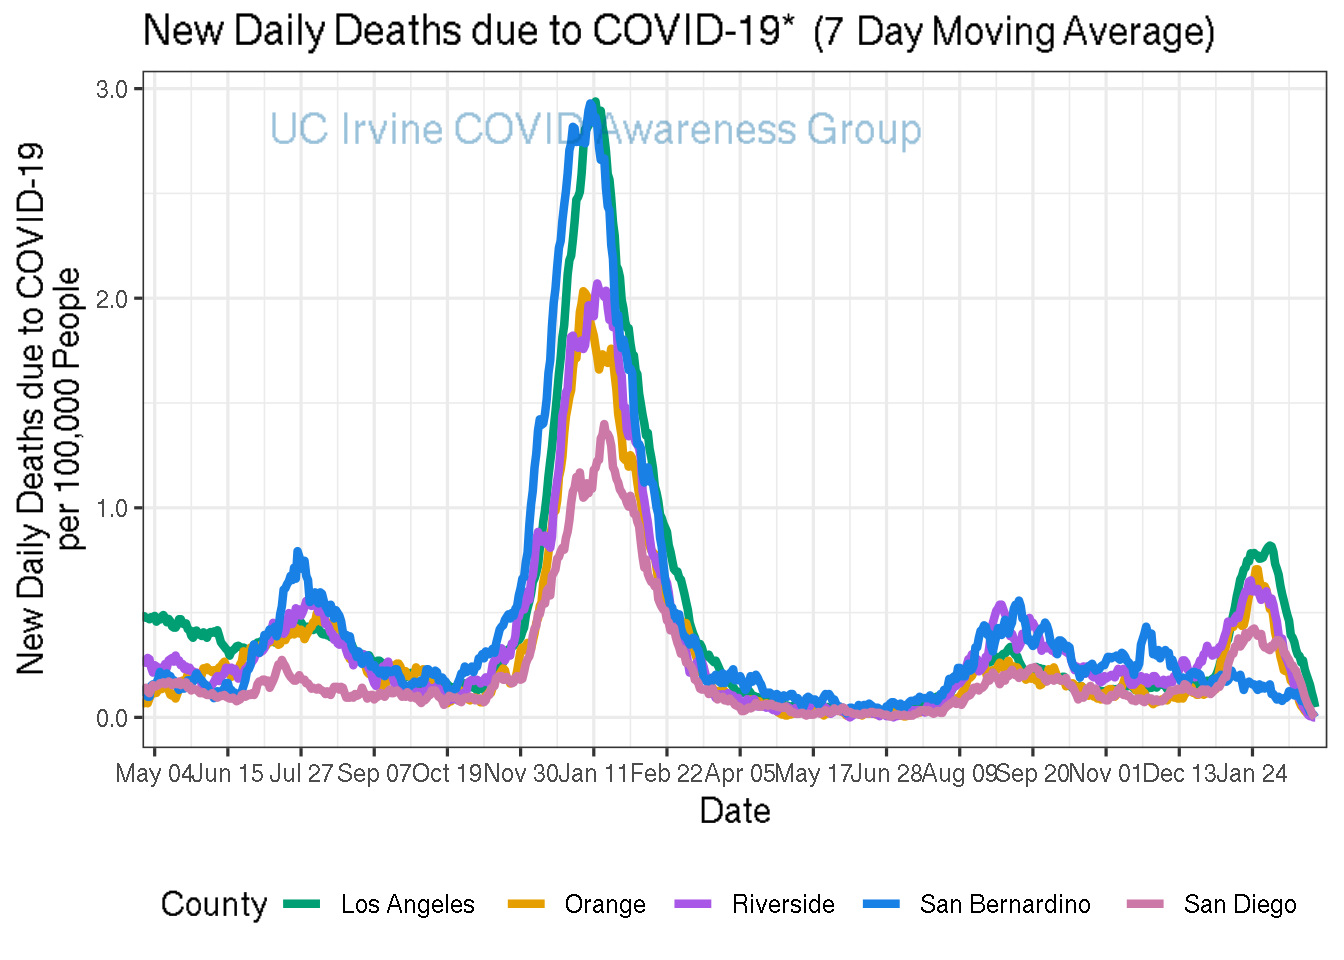 New Daily Deaths due to COVID-19* (7 Day Moving Average)
UC Irvine COVID Awareness Group
New Daily Deaths due to COVID-19
per 100,000 People
3.0
2.0
1.0
0.0
May 04 Jun 15 Jul 27 Sep 07 Oct 19 Nov 30 Jan 11 Feb 22 Apr 05 May 17 Jun 28 Aug 09 Sep 20 Nov 01 Dec 13 Jan 24
Date
County Los Angeles Orange Riverside San Bernardino San Diego